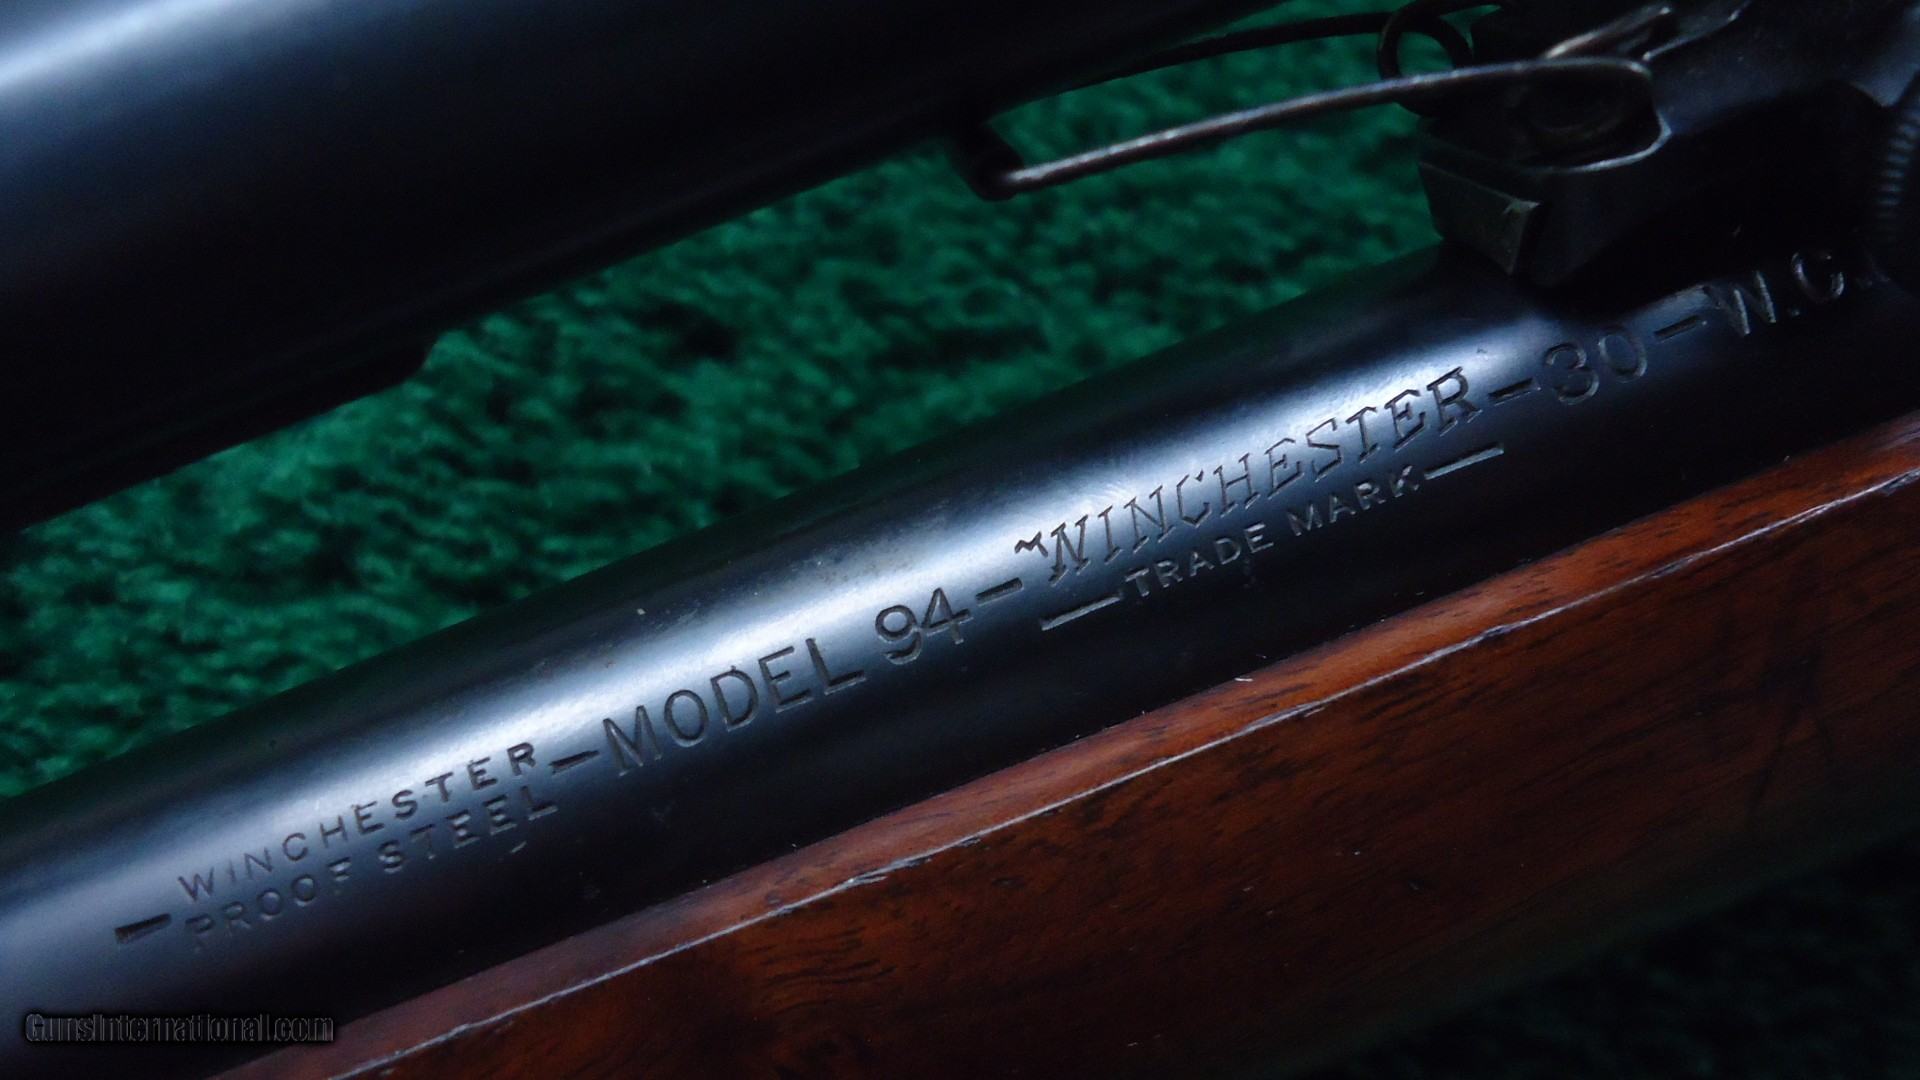 WINCHESTER
PROOF STEEL
-MODEL 94-WINCHESTER-30-W.C.
-TRADE MARK-
GunsInternational.com